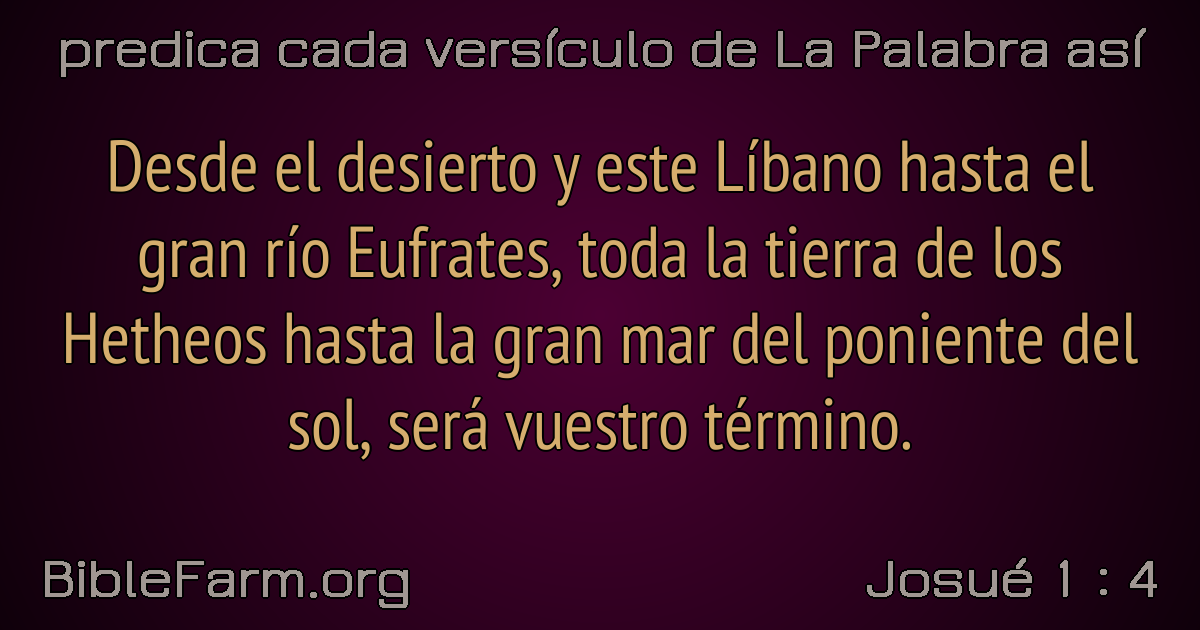 predica cada versículo de La Palabra así
Desde el desierto y este Líbano hasta el
gran río Eufrates, toda la tierra de los
Hetheos hasta la gran mar del poniente del
sol, será vuestro término.
BibleFarm.org
Josué 1 : 4